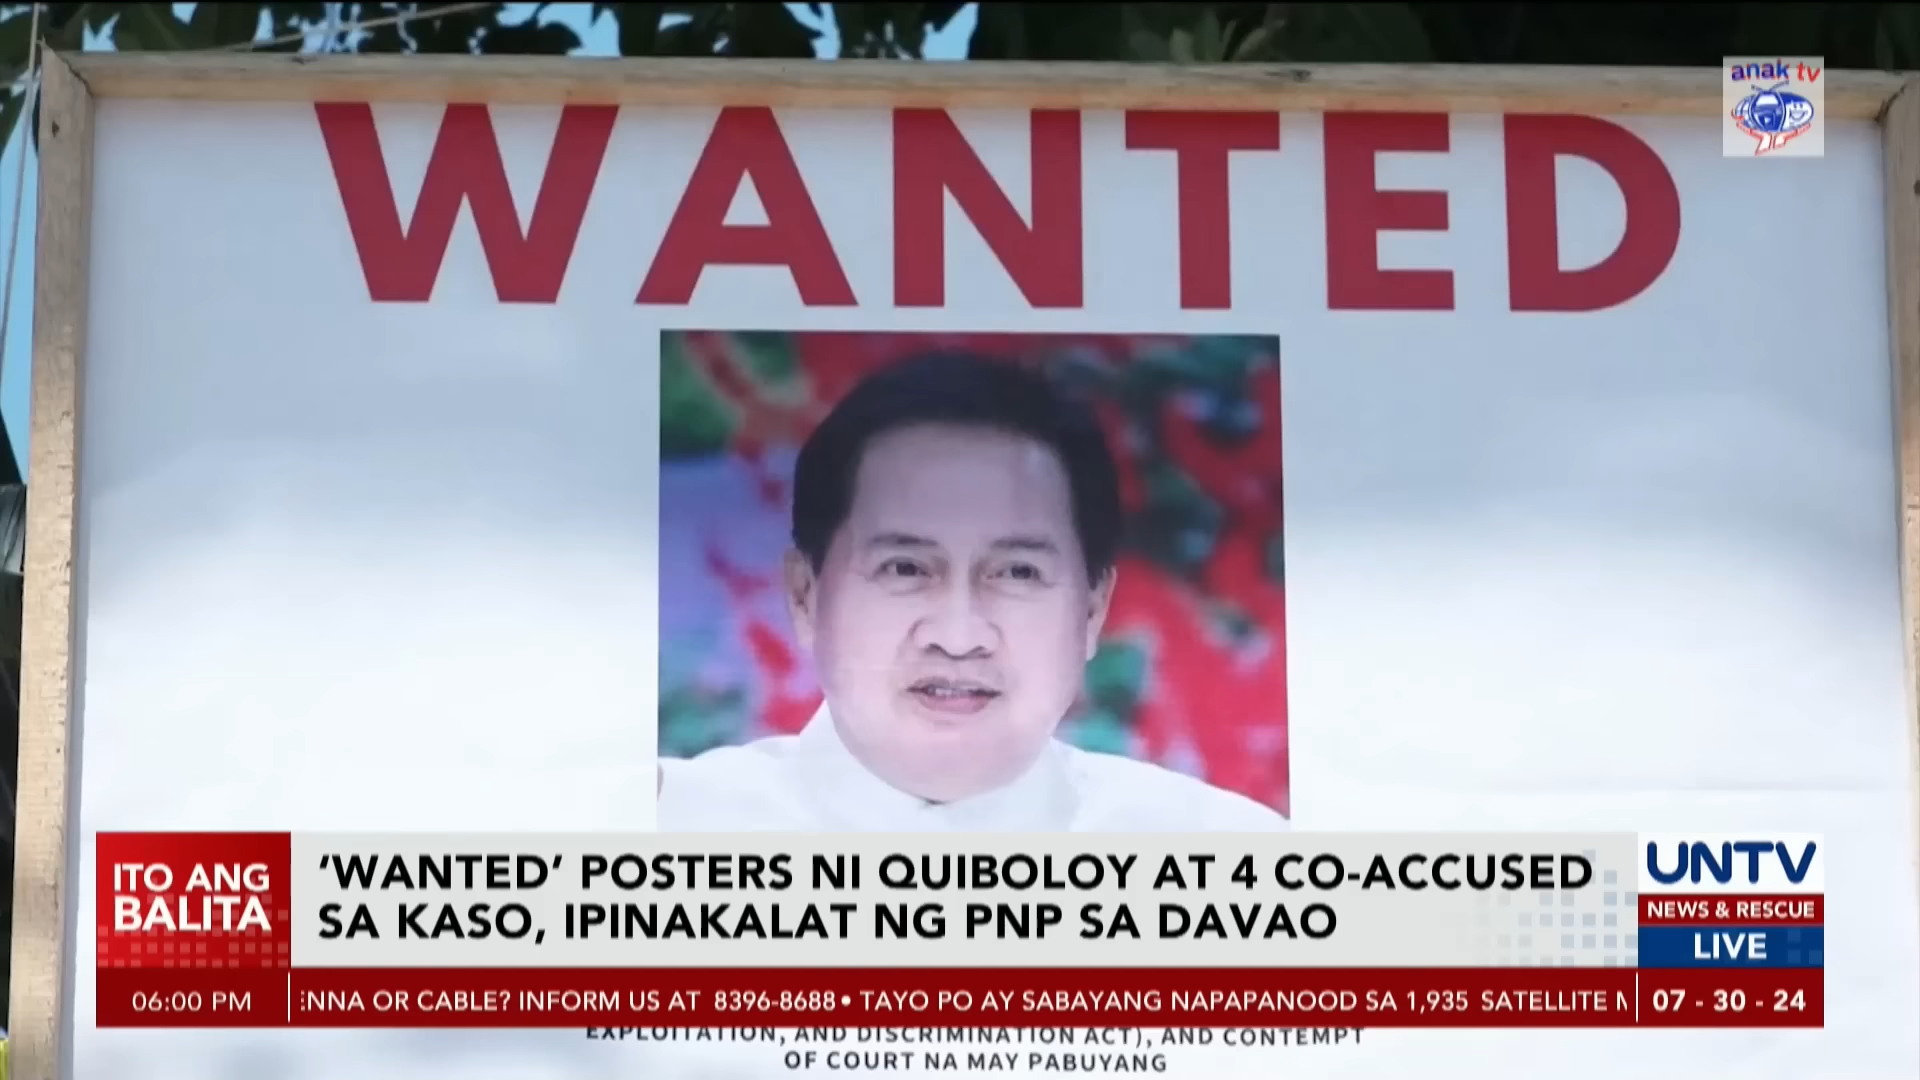 anak tv
WANTED
ITO ANG
BALITA
‘WANTED’ POSTERS NI QUIBOLOY AT 4 CO-ACCUSED
SA KASO, IPINAKALAT NG PNP SA DAVAO
UNTV
NEWS & RESCUE
LIVE
06:00 PM
OR CABLE? INFORM US AT 8396-8688• TAYO PO AY SABAYANG NAPAPANOOD SA 1,935 SATELLITE
07 - 30 - 24
EXPLOITATION, AND DISCRIMINATION ACT), AND CONTEMPT
OF COURT NA MAY PABUYANG